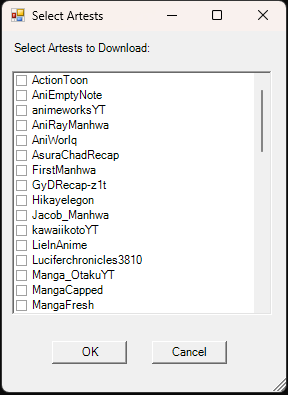 Select Artests
Select Artests to Download:
ActionToon
AniEmptyNote
animeworksYT
AniRayManhwa
AniWorlq
AsuraChadRecap
FirstManhwa
GyDRecap-z1t
Hikayelegon
Jacob_Manhwa
kawaiikotoYT
LieInAnime
Luciferchronicles3810
Manga_OtakuYT
MangaCapped
MangaFresh
OK
Cancel